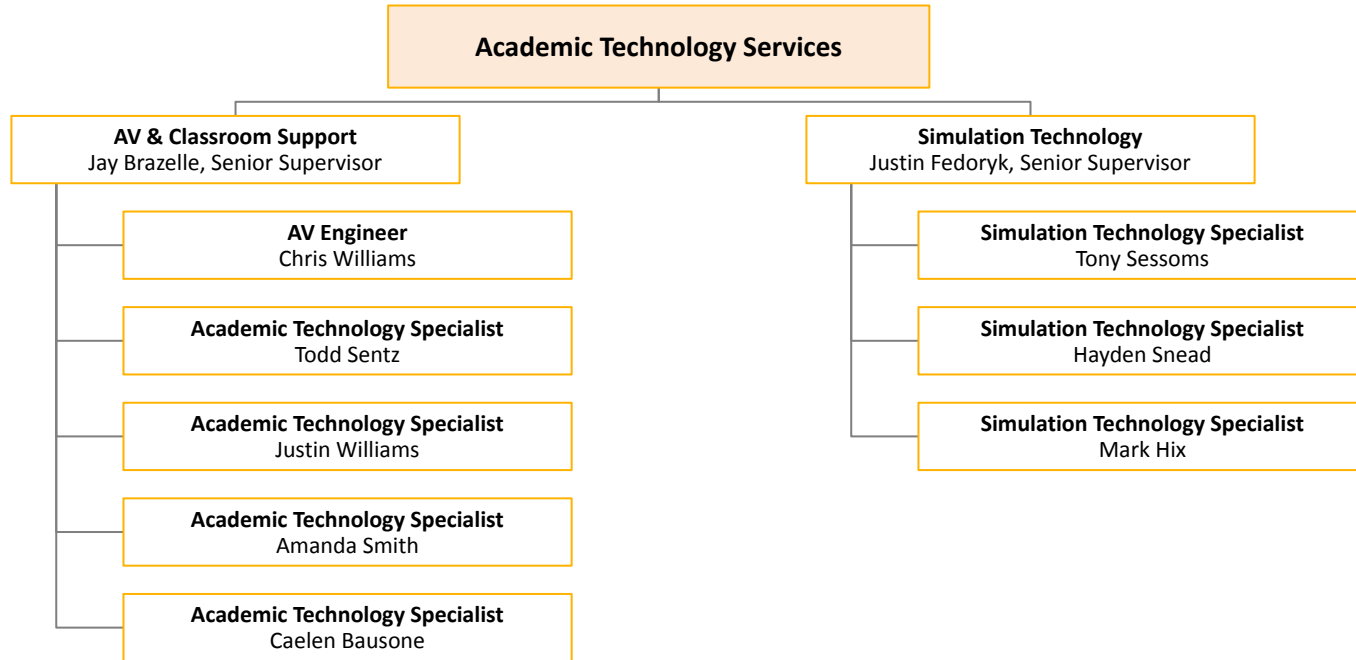 Academic Technology Services
AV & Classroom Support
Jay Brazelle, Senior Supervisor
AV Engineer
Chris Williams
Academic Technology Specialist
Todd Sentz
Academic Technology Specialist
Justin Williams
Academic Technology Specialist
Amanda Smith
Academic Technology Specialist
Caelen Bausone
Simulation Technology
Justin Fedoryk, Senior Supervisor
Simulation Technology Specialist
Tony Sessoms
Simulation Technology Specialist
Hayden Snead
Simulation Technology Specialist
Mark Hix